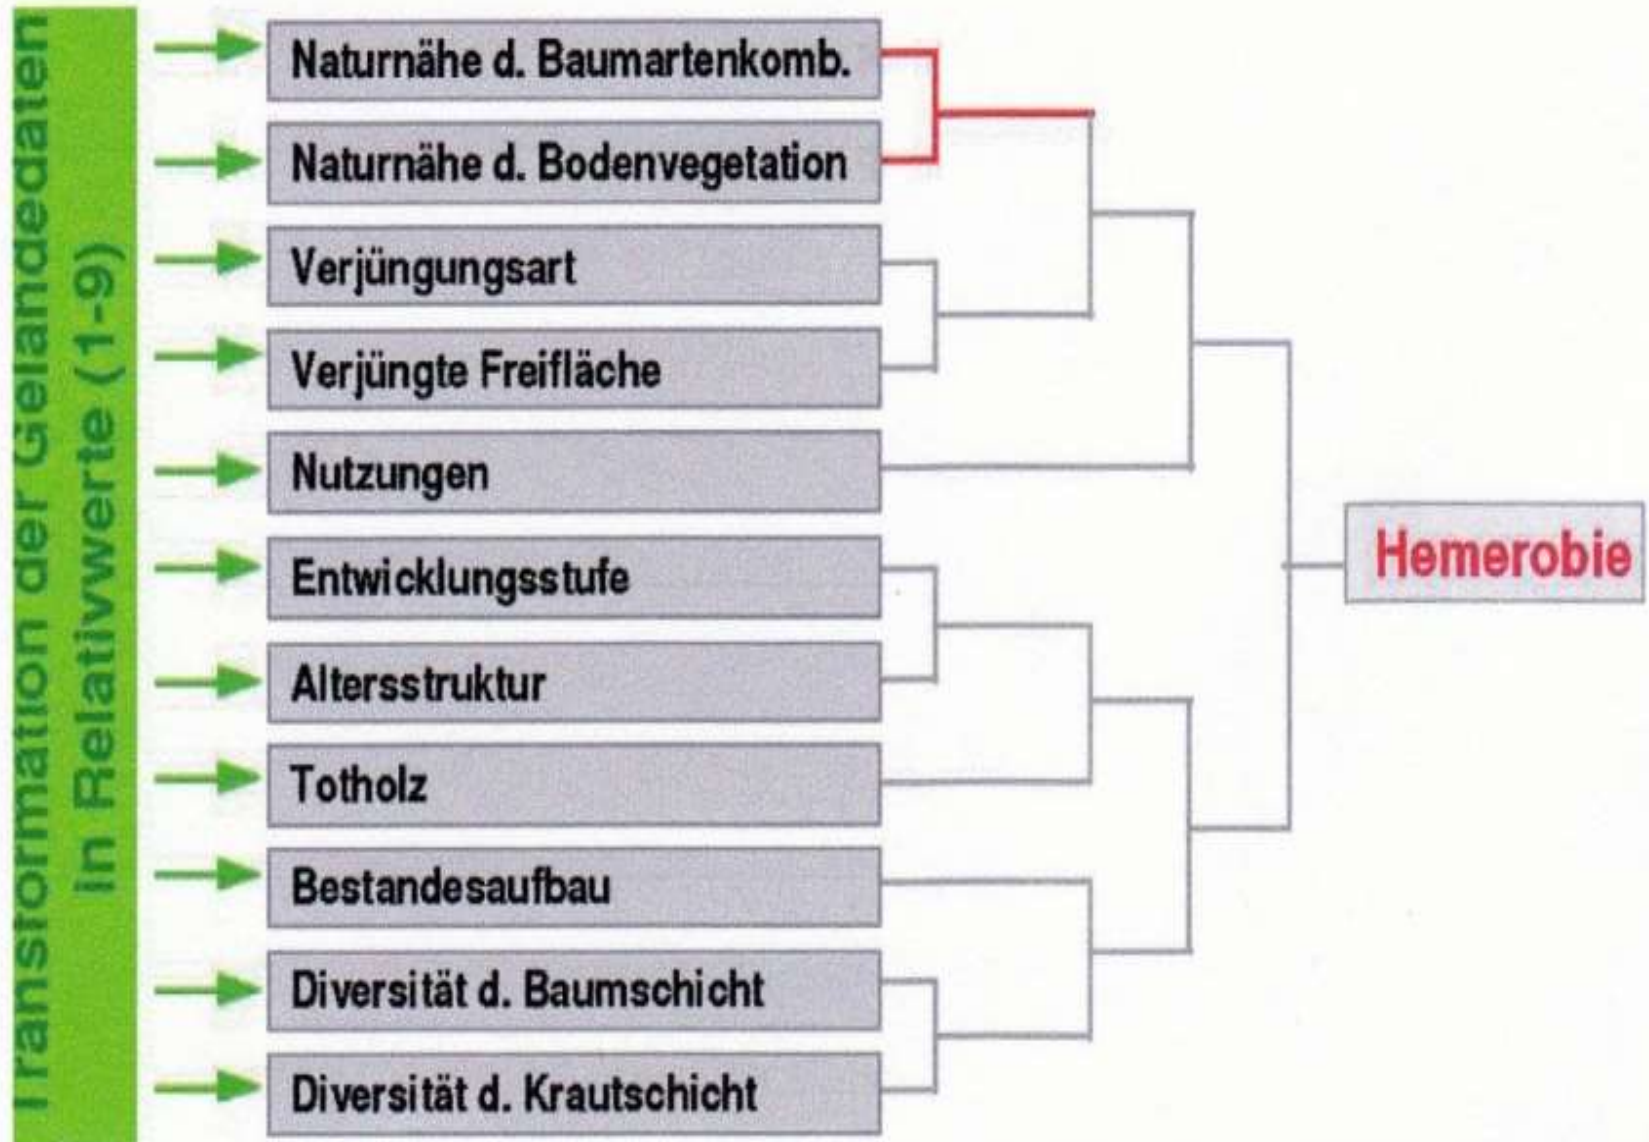 Transformation der Geländedaten
in Relativwerte (1-9)
Naturnähe d. Baumartenkomb.
Naturnähe d. Bodenvegetation
Verjüngungsart
Verjüngte Freifläche
Nutzungen
Entwicklungsstufe
Altersstruktur
Totholz
Bestandesaufbau
Diversität d. Baumschicht
Diversität d. Krautschicht
Hemerobie